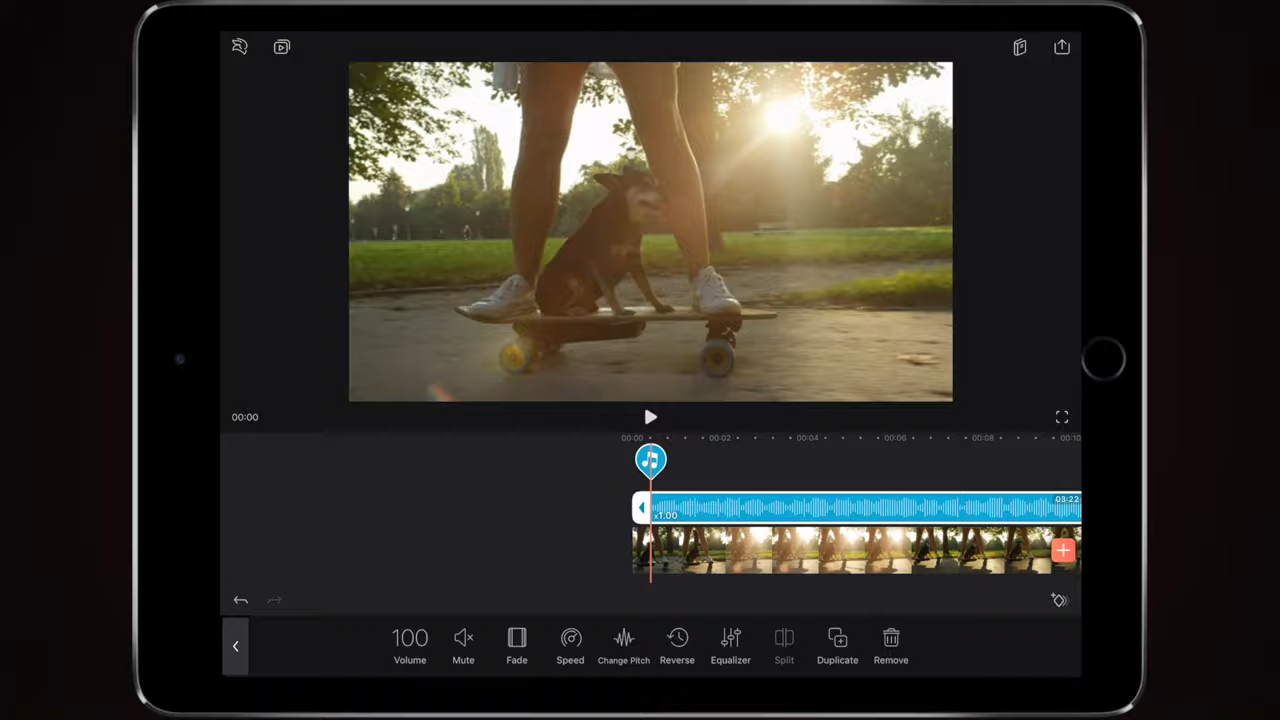 00:00
00:00 00:02 00:04 00:06 00:08 00:10
03:22
x1.00
100
Volume Mute Fade Speed Change Pitch Reverse Equalizer Split Duplicate Remove